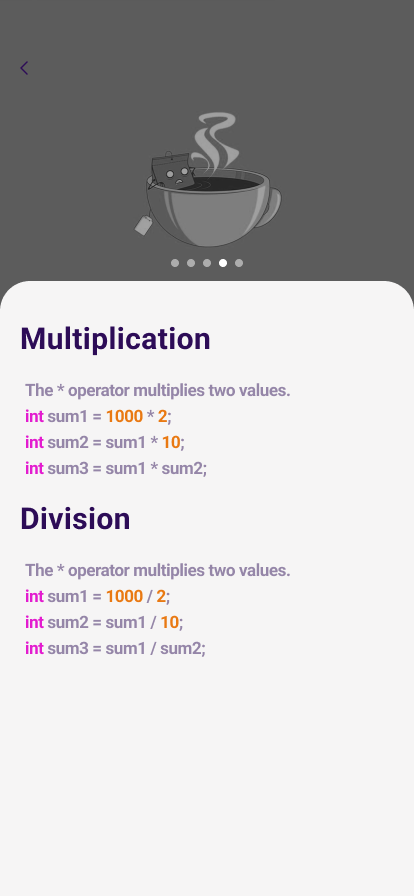 Multiplication
The * operator multiplies two values.
int sum1 = 1000 * 2;
int sum2 = sum1 * 10;
int sum3 = sum1 * sum2;
Division
The * operator multiplies two values.
int sum1 = 1000 / 2;
int sum2 = sum1 / 10;
int sum3 = sum1 / sum2;